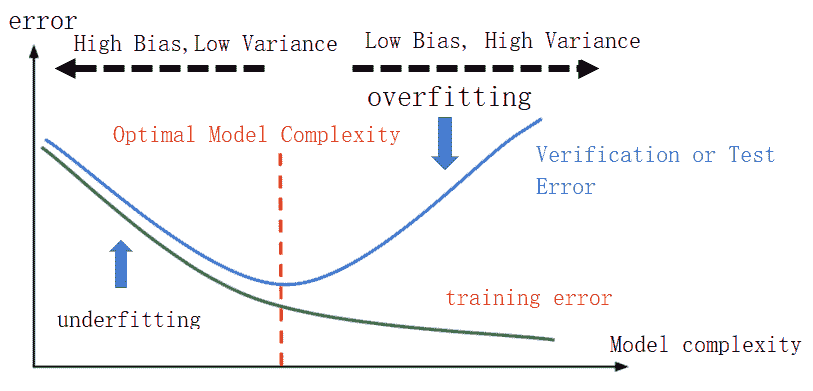 error
High Bias,Low Variance
Low Bias, High Variance
overfitting
Optimal Model Complexity
Verification or Test
Error
underfitting
training error
Model complexity